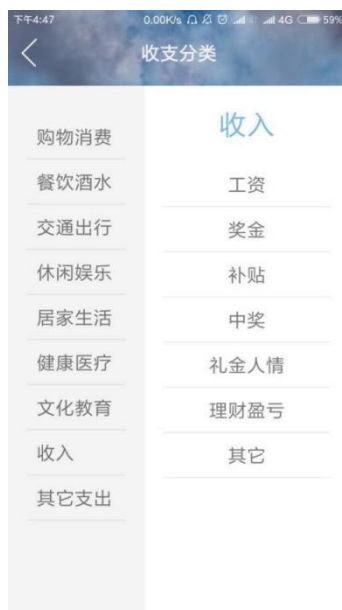 下午4:47 0.00K/s 4G 59%
收支分类
购物消费
餐饮酒水
交通出行
休闲娱乐
居家生活
健康医疗
文化教育
收入
其它支出
收入
工资
奖金
补贴
中奖
礼金人情
理财盈亏
其它